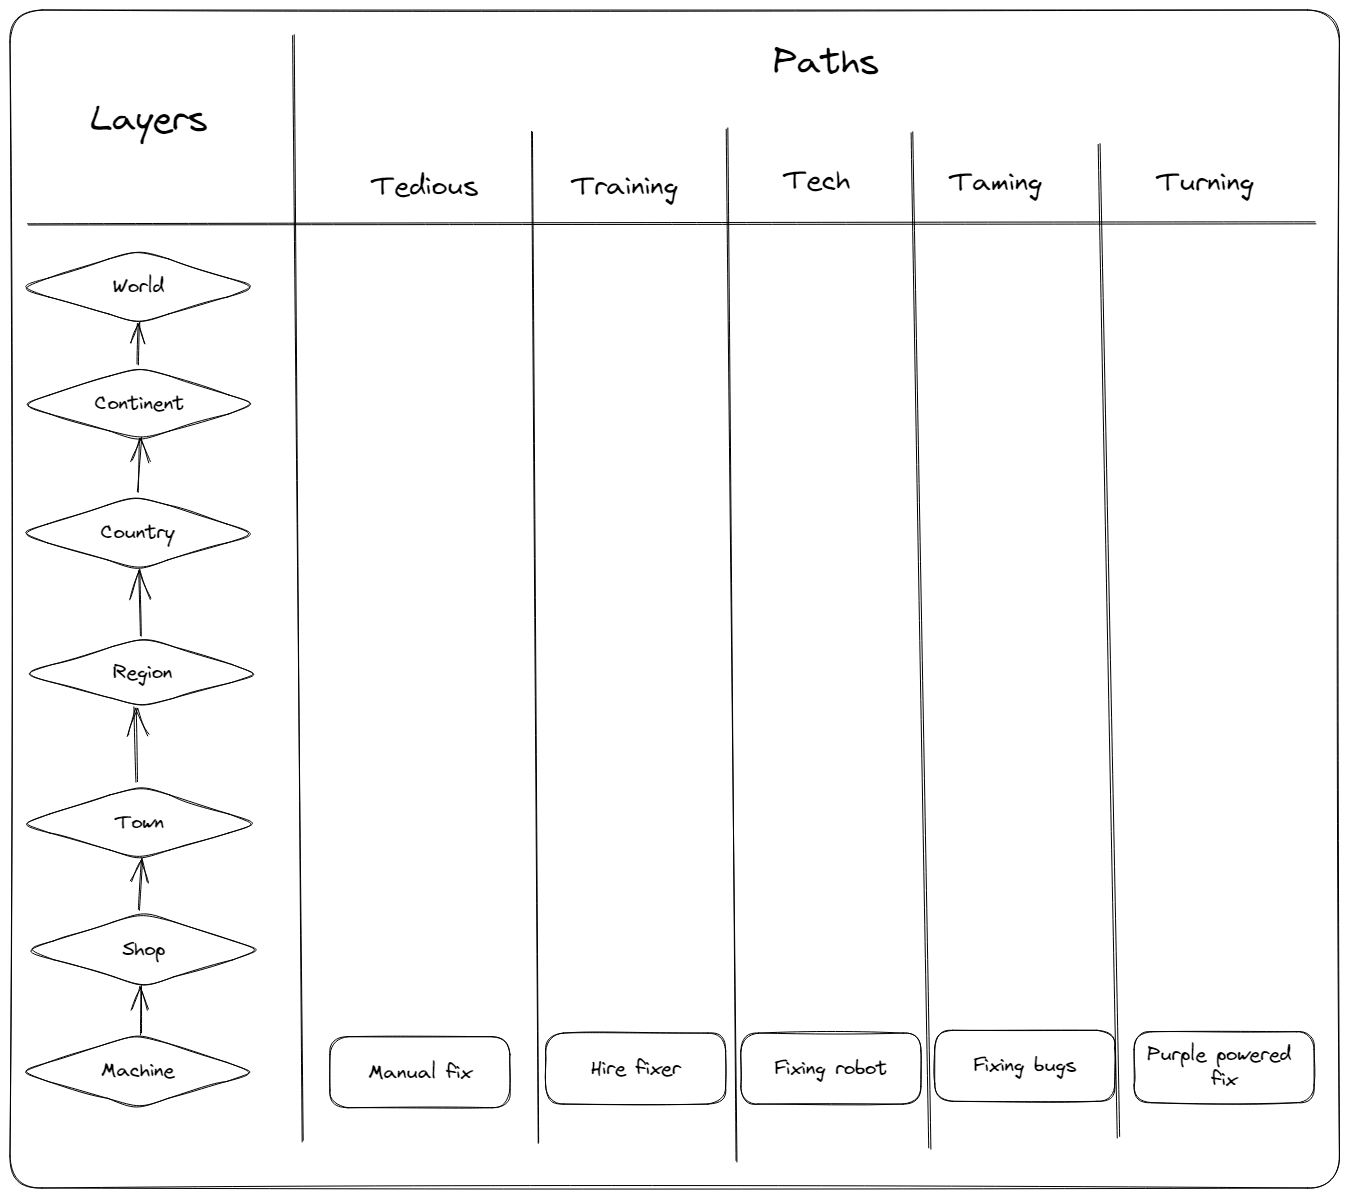 Paths
Layers
Tedious
Training
Tech
Taming
Turning
World
Continent
Country
Region
Town
Shop
Machine
Manual fix
Hire fixer
Fixing robot
Fixing bugs
Purple powered
fix